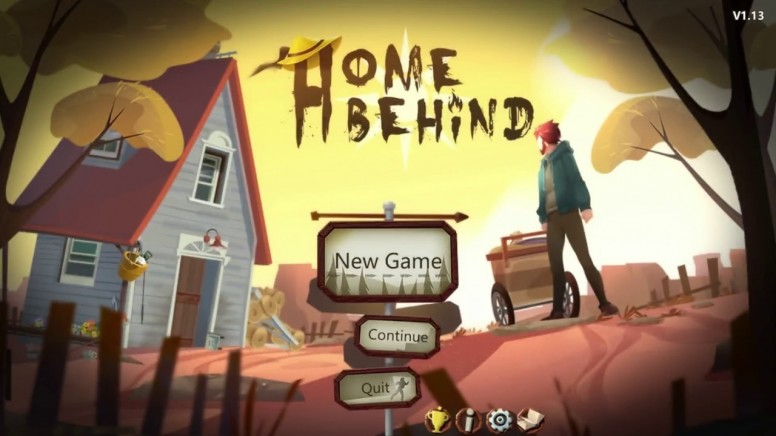 V1.13
HOME
BEHiND
New Game
Continue
Quit